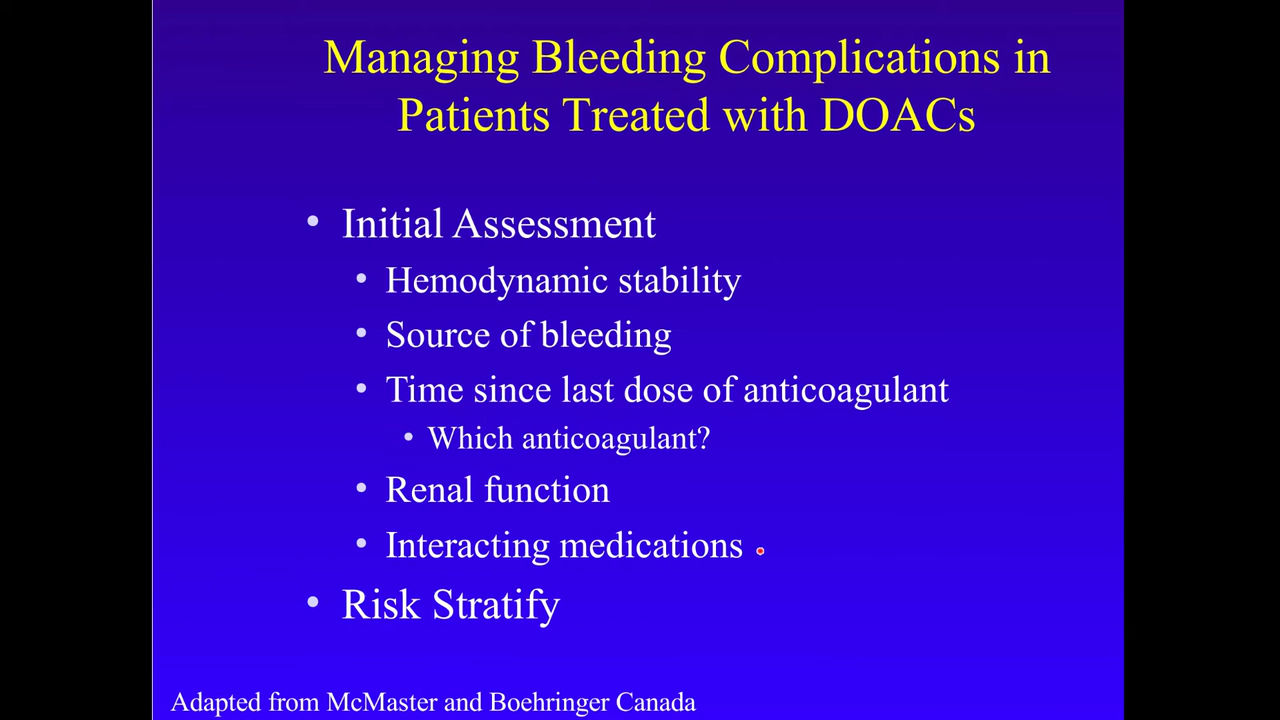 Managing Bleeding Complications in
Patients Treated with DOACs
• Initial Assessment
• Hemodynamic stability
• Source of bleeding
• Time since last dose of anticoagulant
• Which anticoagulant?
• Renal function
• Interacting medications
• Risk Stratify
Adapted from McMaster and Boehringer Canada